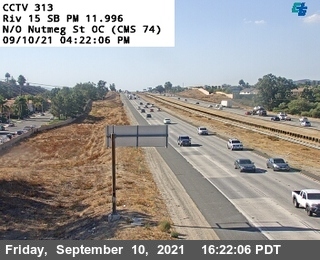 CCTV 313
Riv 15 SB PM 11.996
N/O Nutmeg St OC (CMS 74)
09/10/21 04:22:06 PM
Friday, September 10, 2021 16:22:06 PDT